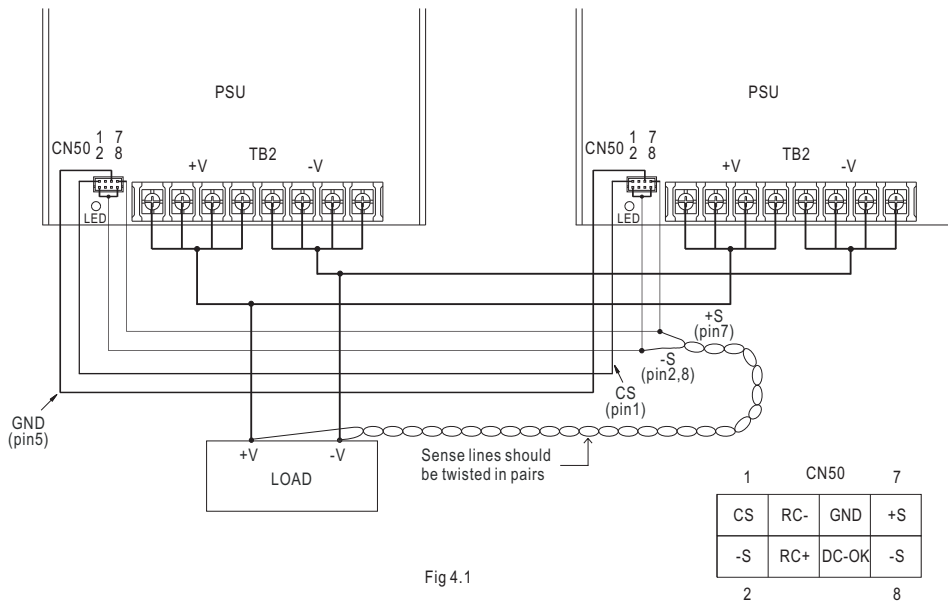 PSU
PSU
CN50
1 7
2 8
+V
TB2
-V
LED
CN50
1 7
2 8
+V
TB2
-V
LED
+S
(pin7)
-S
(pin2,8)
CS
(pin1)
GND
(pin5)
+V
-V
LOAD
Sense lines should
be twisted in pairs
1 CN50 7
CS RC- GND +S
-S RC+ DC-OK -S
2 8
Fig 4.1